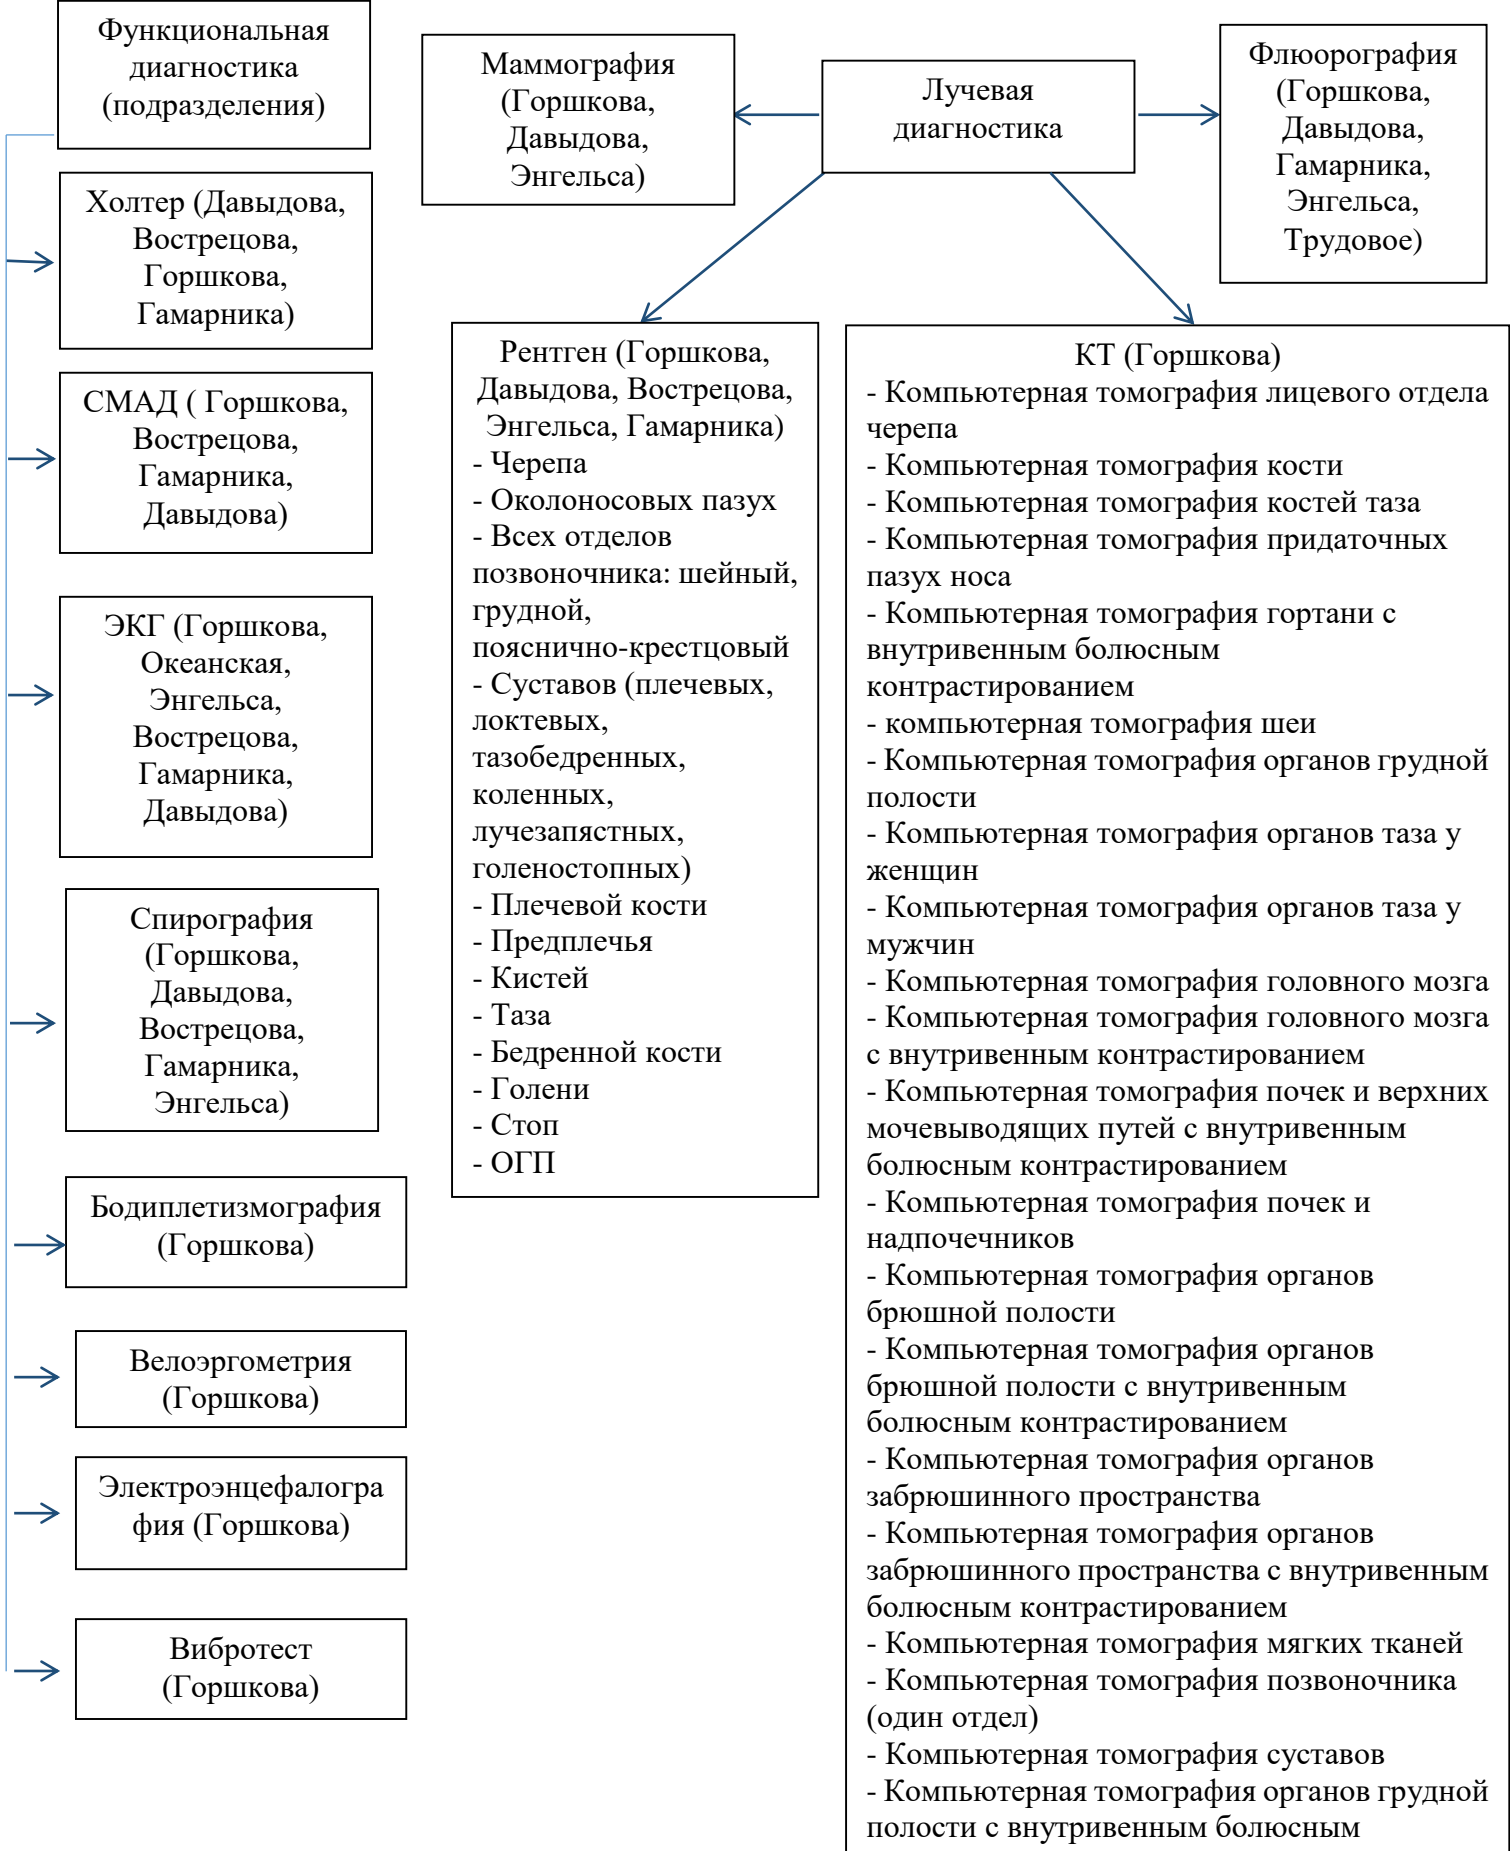 Функциональная
диагностика
(подразделения)
Холтер (Давыдова,
Вострецова,
Горшкова,
Гамарника)
СМАД ( Горшкова,
Вострецова,
Гамарника,
Давыдова)
ЭКГ (Горшкова,
Океанская,
Энгельса,
Вострецова,
Гамарника,
Давыдова)
Спирография
(Горшкова,
Давыдова,
Вострецова,
Гамарника,
Энгельса)
Бодиплетизмография
(Горшкова)
Велоэргометрия
(Горшкова)
Электроэнцефалогра
фия (Горшкова)
Вибротест
(Горшкова)
Маммография
(Горшкова,
Давыдова,
Энгельса)
Лучевая
диагностика
Флюорография
(Горшкова,
Давыдова,
Гамарника,
Энгельса,
Трудовое)
Рентген (Горшкова,
Давыдова, Вострецова,
Энгельса, Гамарника)
- Черепа
- Околоносовых пазух
- Всех отделов
позвоночника: шейный,
грудной,
пояснично-крестцовый
- Суставов (плечевых,
локтевых,
тазобедренных,
коленных,
лучезапястных,
голеностопных)
- Плечевой кости
- Предплечья
- Кистей
- Таза
- Бедренной кости
- Голени
- Стоп
- ОГП
КТ (Горшкова)
- Компьютерная томография лицевого отдела
черепа
- Компьютерная томография кости
- Компьютерная томография костей таза
- Компьютерная томография придаточных
пазух носа
- Компьютерная томография гортани с
внутривенным болюсным
контрастированием
- компьютерная томография шеи
- Компьютерная томография органов грудной
полости
- Компьютерная томография органов таза у
женщин
- Компьютерная томография органов таза у
мужчин
- Компьютерная томография головного мозга
- Компьютерная томография головного мозга
с внутривенным контрастированием
- Компьютерная томография почек и верхних
мочевыводящих путей с внутривенным
болюсным контрастированием
- Компьютерная томография почек и
надпочечников
- Компьютерная томография органов
брюшной полости
- Компьютерная томография органов
брюшной полости с внутривенным
болюсным контрастированием
- Компьютерная томография органов
забрюшинного пространства
- Компьютерная томография органов
забрюшинного пространства с внутривенным
болюсным контрастированием
- Компьютерная томография мягких тканей
- Компьютерная томография позвоночника
(один отдел)
- Компьютерная томография суставов
- Компьютерная томография органов грудной
полости с внутривенным болюсным